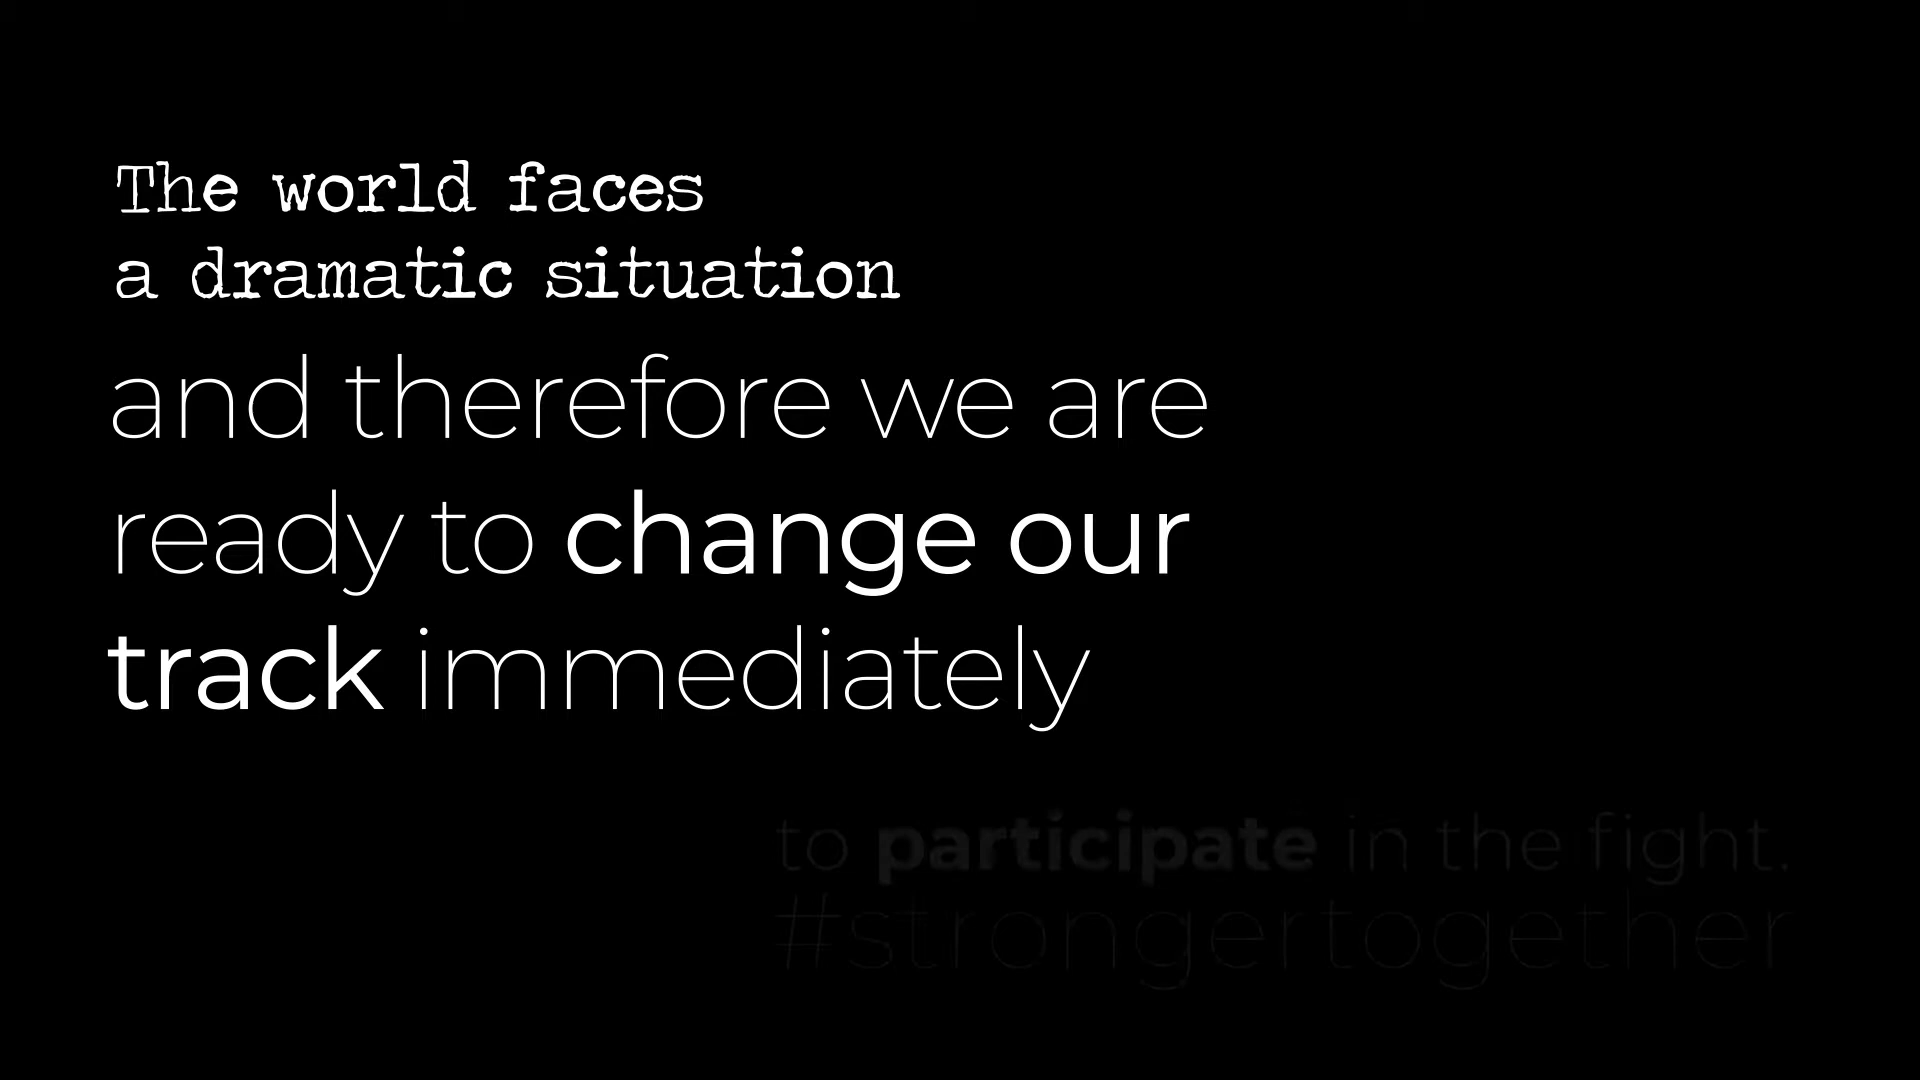 The world faces
a dramatic situation
and therefore we are
ready to change our
track immediately
to participate in the fight.
#strongertogether